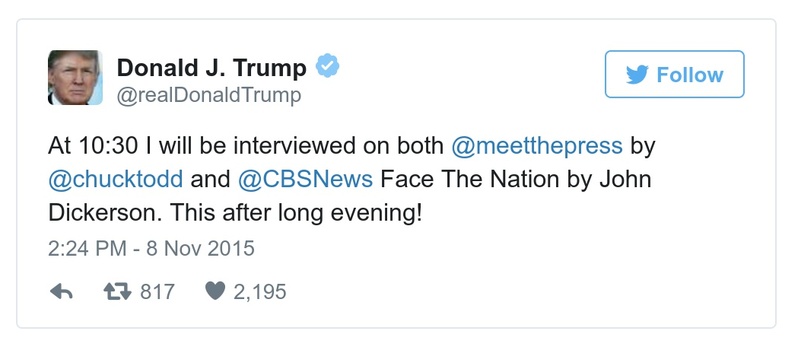 Donald J. Trump
@realDonaldTrump
Follow
At 10:30 I will be interviewed on both @meetthepress by
@chucktodd and @CBSNews Face The Nation by John
Dickerson. This after long evening!
2:24 PM - 8 Nov 2015
817 2,195